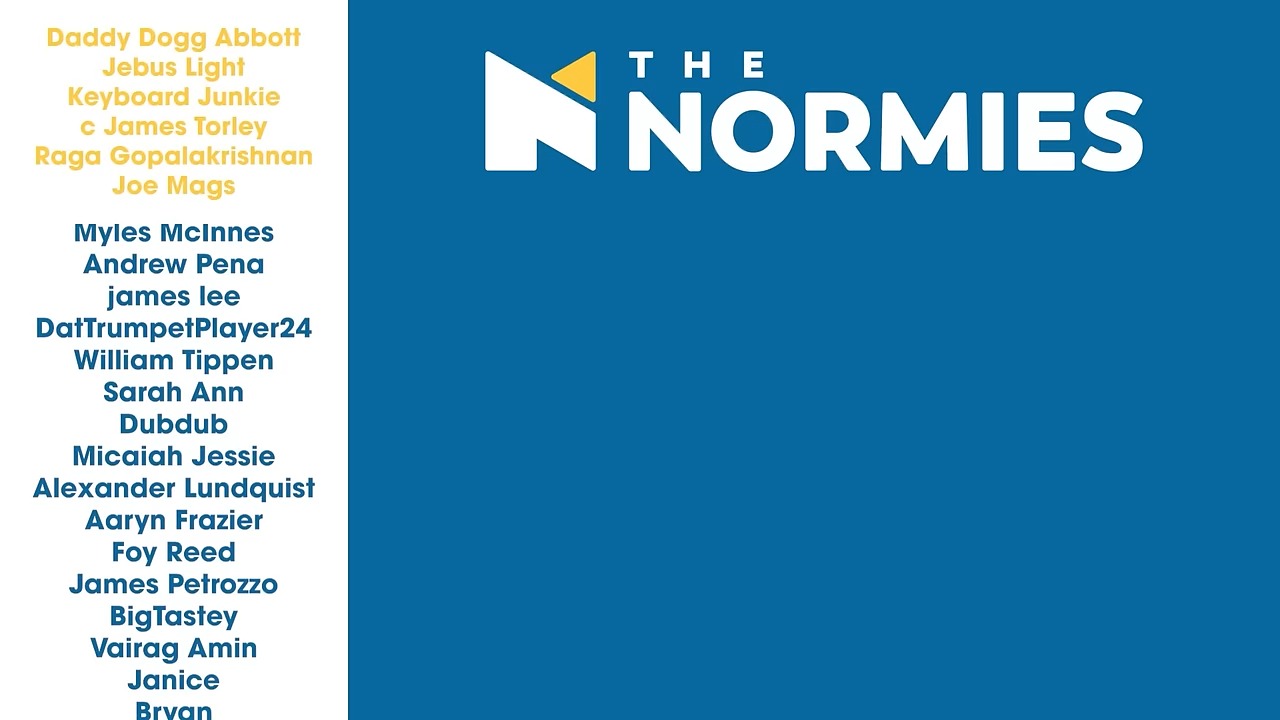 Daddy Dogg Abbott
Jebus Light
Keyboard Junkie
c James Torley
Raga Gopalakrishnan
Joe Mags
Myles McInnes
Andrew Pena
james lee
DatTrumpetPlayer24
William Tippen
Sarah Ann
Dubdub
Micaiah Jessie
Alexander Lundquist
Aaryn Frazier
Foy Reed
James Petrozzo
BigTastey
Vairag Amin
Janice
Bryan
THE
NORMIES